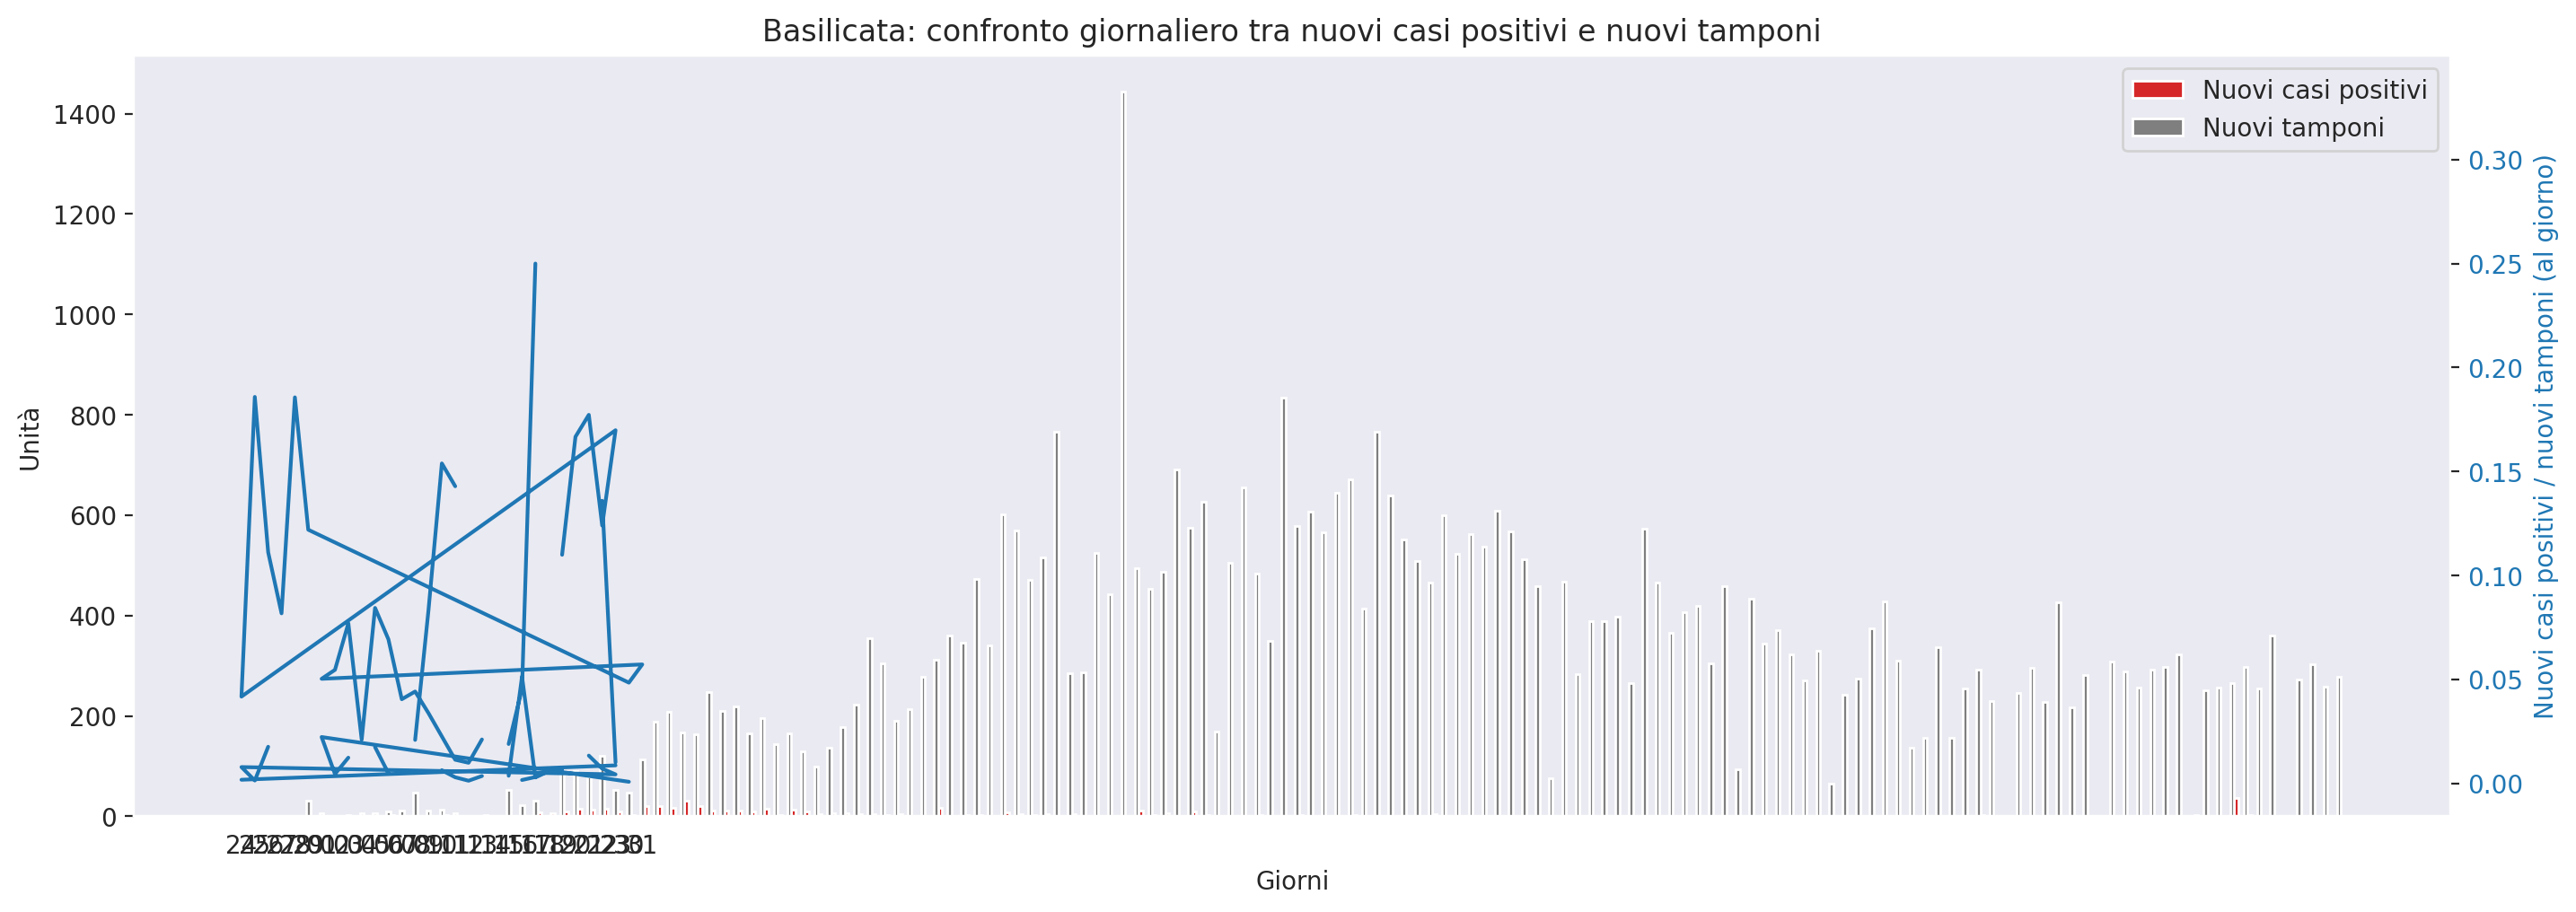 Basilicata: confronto giornaliero tra nuovi casi positivi e nuovi tamponi
Nuovi casi positivi
Nuovi tamponi
1400
1200
1000
800
600
400
200
0
Unità
0.30
0.25
0.20
0.15
0.10
0.05
0.00
Nuovi casi positivi / nuovi tamponi (al giorno)
Giorni